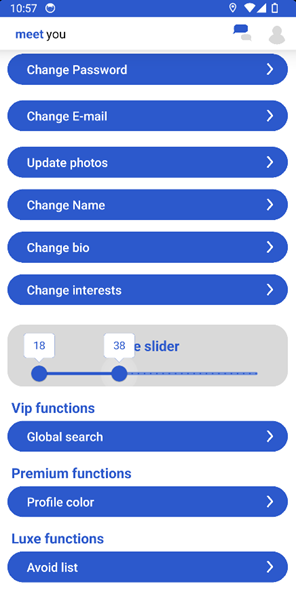 10:57
meet you
Change Password
Change E-mail
Update photos
Change Name
Change bio
Change interests
18 38 slider
Vip functions
Global search
Premium functions
Profile color
Luxe functions
Avoid list